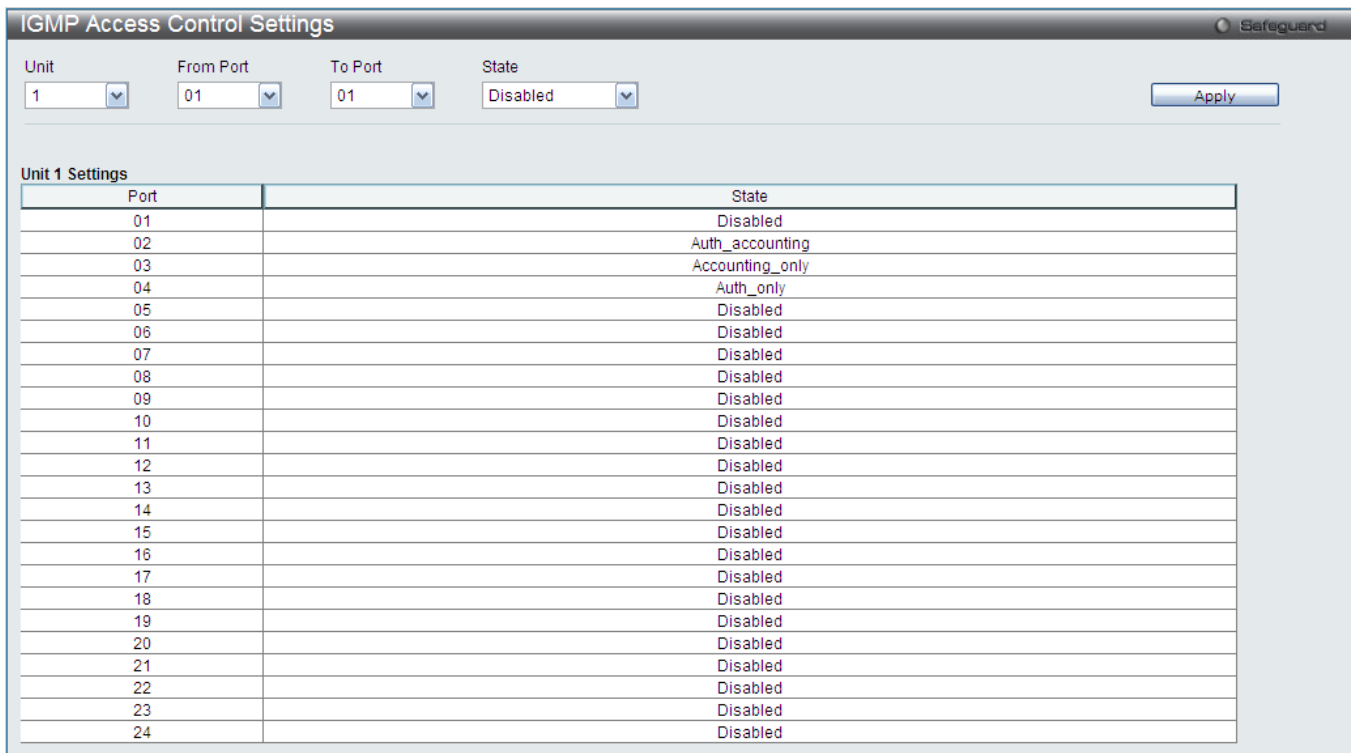 IGMP Access Control Settings
Safeguard
Unit From Port To Port State
1 01 01 Disabled Apply
Unit 1 Settings
Port State
01 Disabled
02 Auth_accounting
03 Accounting_only
04 Auth_only
05 Disabled
06 Disabled
07 Disabled
08 Disabled
09 Disabled
10 Disabled
11 Disabled
12 Disabled
13 Disabled
14 Disabled
15 Disabled
16 Disabled
17 Disabled
18 Disabled
19 Disabled
20 Disabled
21 Disabled
22 Disabled
23 Disabled
24 Disabled